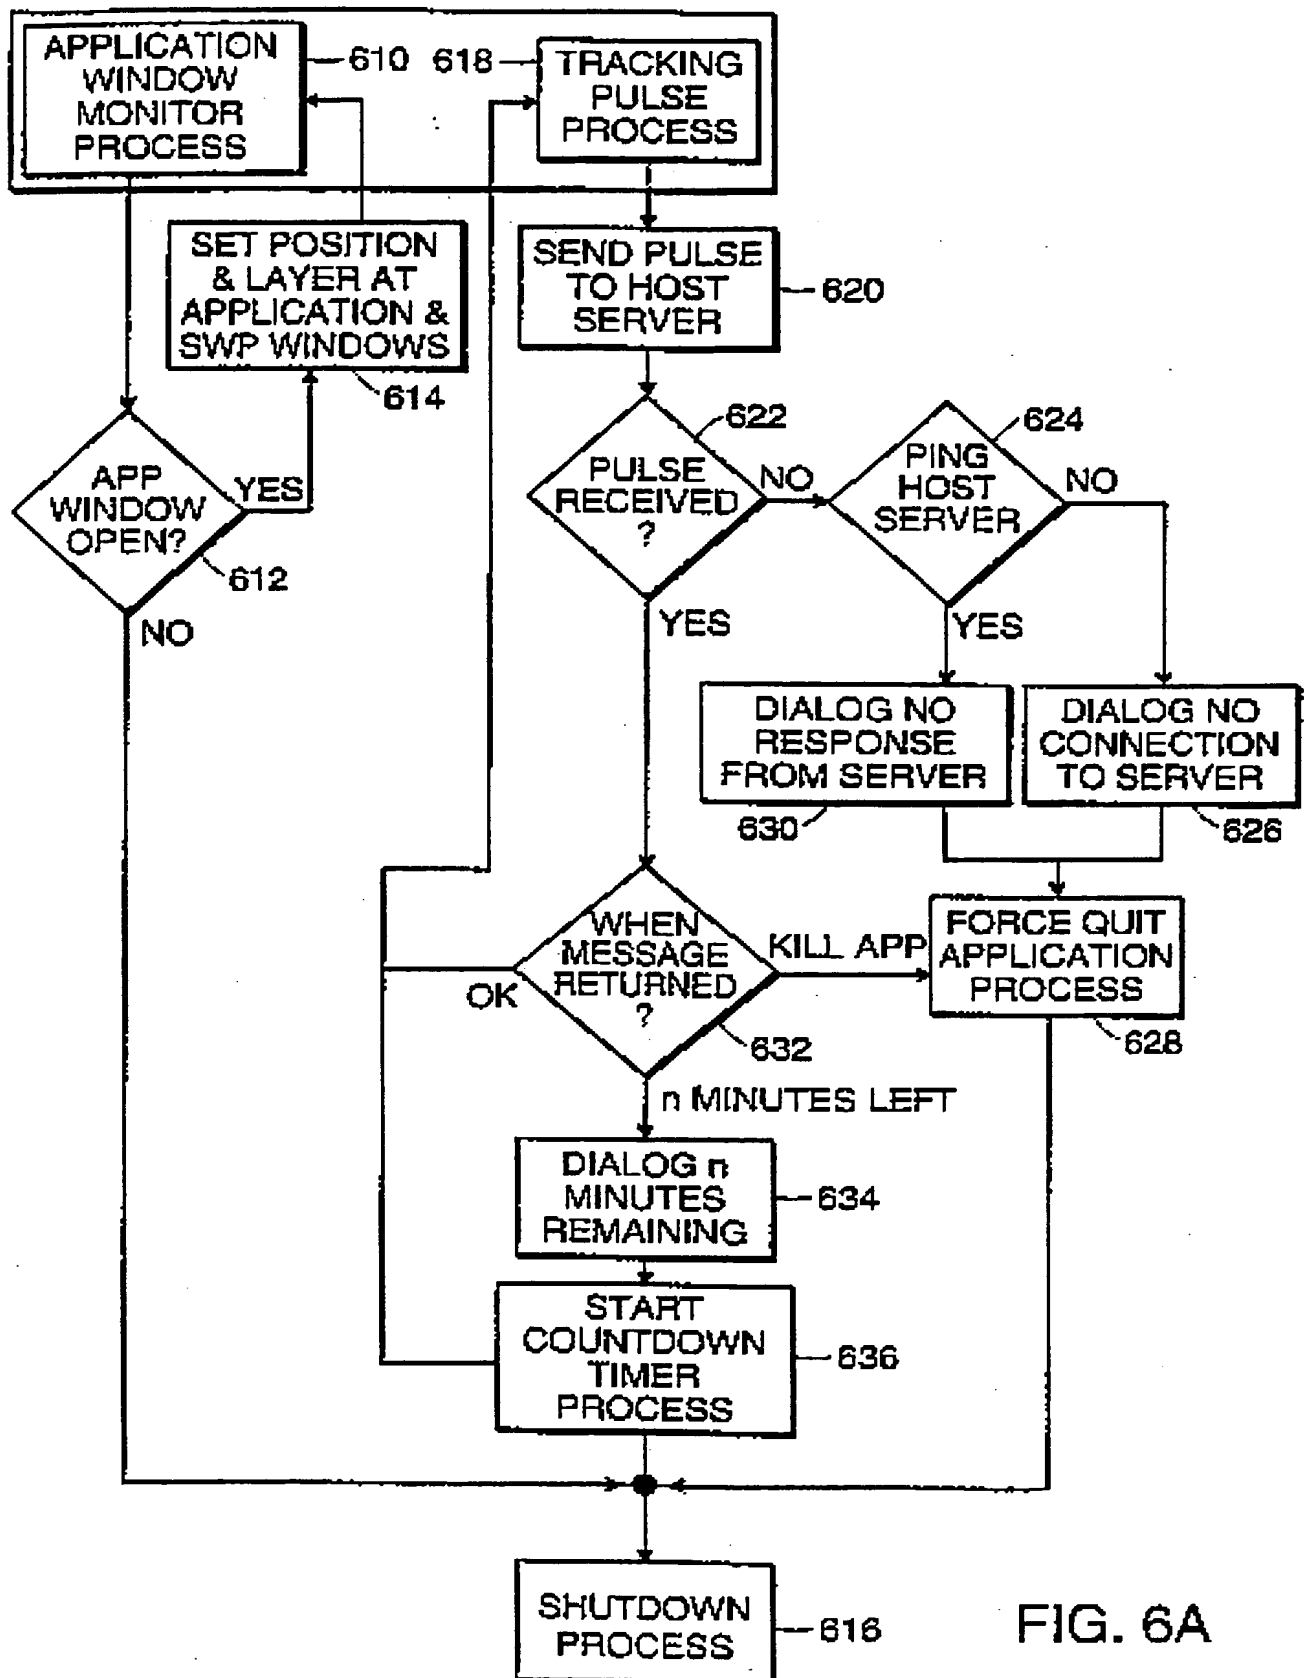 APPLICATION
WINDOW
MONITOR
PROCESS
610
618
TRACKING
PULSE
PROCESS
SET POSITION
& LAYER AT
APPLICATION &
SWP WINDOWS
614
SEND PULSE
TO HOST
SERVER
620
APP
WINDOW
OPEN?
YES
612
NO
PULSE
RECEIVED
?
622
NO
YES
PING
HOST
SERVER
624
NO
YES
DIALOG NO
RESPONSE
FROM SERVER
630
DIALOG NO
CONNECTION
TO SERVER
626
WHEN
MESSAGE
RETURNED
?
OK
KILL APP
632
n MINUTES LEFT
FORCE QUIT
APPLICATION
PROCESS
628
DIALOG n
MINUTES
REMAINING
634
START
COUNTDOWN
TIMER
PROCESS
636
SHUTDOWN
PROCESS
616
FIG. 6A